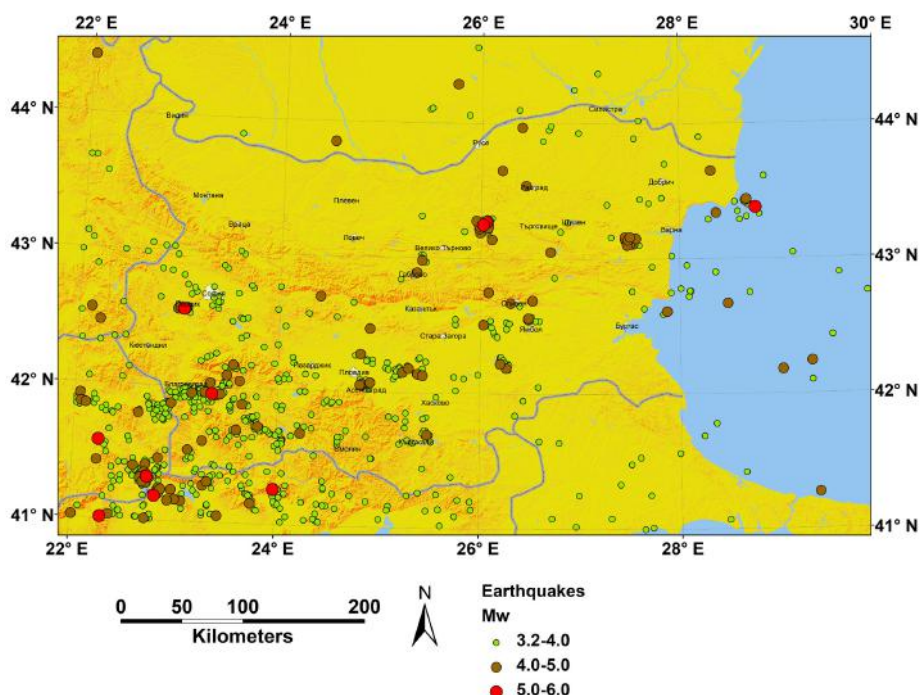 22° E 24° E 26° E 28° E 30° E
44° N 44° N
43° N 43° N
42° N 42° N
41° N 41° N
22° E 24° E 26° E 28° E
Видин
Силистра
Русе
Монтана
Плевен
Разград
Добрич
Враца
Ловеч
Търговище
Шумен
Варна
Велико Търново
Габрово
София
Перник
Казанлък
Сливен
Ямбол
Бургас
Стара Загора
Кюстендил
Пазарджик
Пловдив
Благоевград
Асеновград
Хасково
Смолян
Кърджали
0 50 100 200
Kilometers
N
Earthquakes
Mw
3.2-4.0
4.0-5.0
5.0-6.0